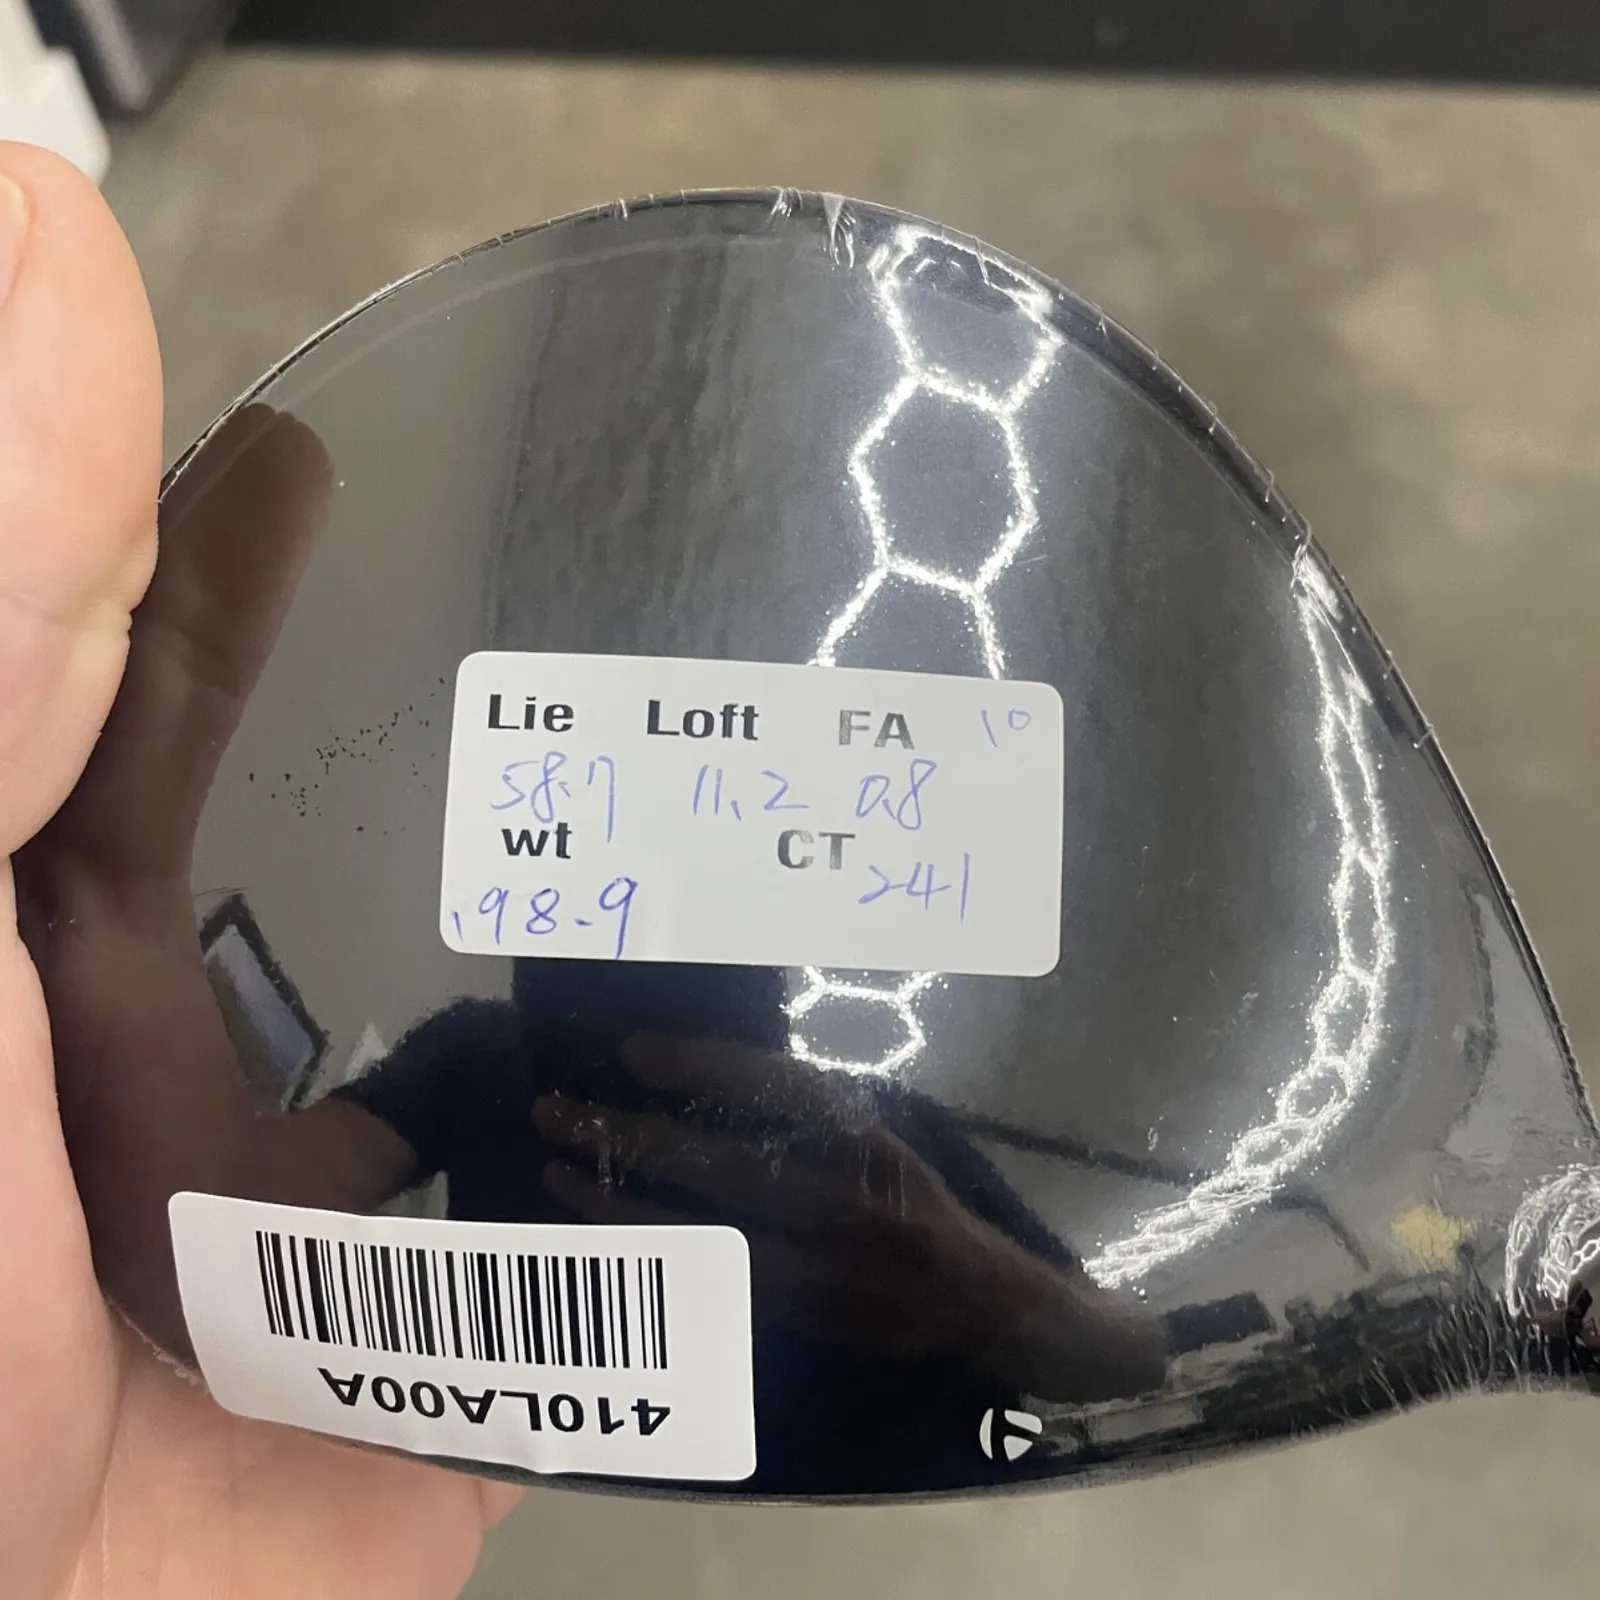 Lie Loft FA 10
58.7 11.2 0.8
wt CT
198.9 241
410LA00A